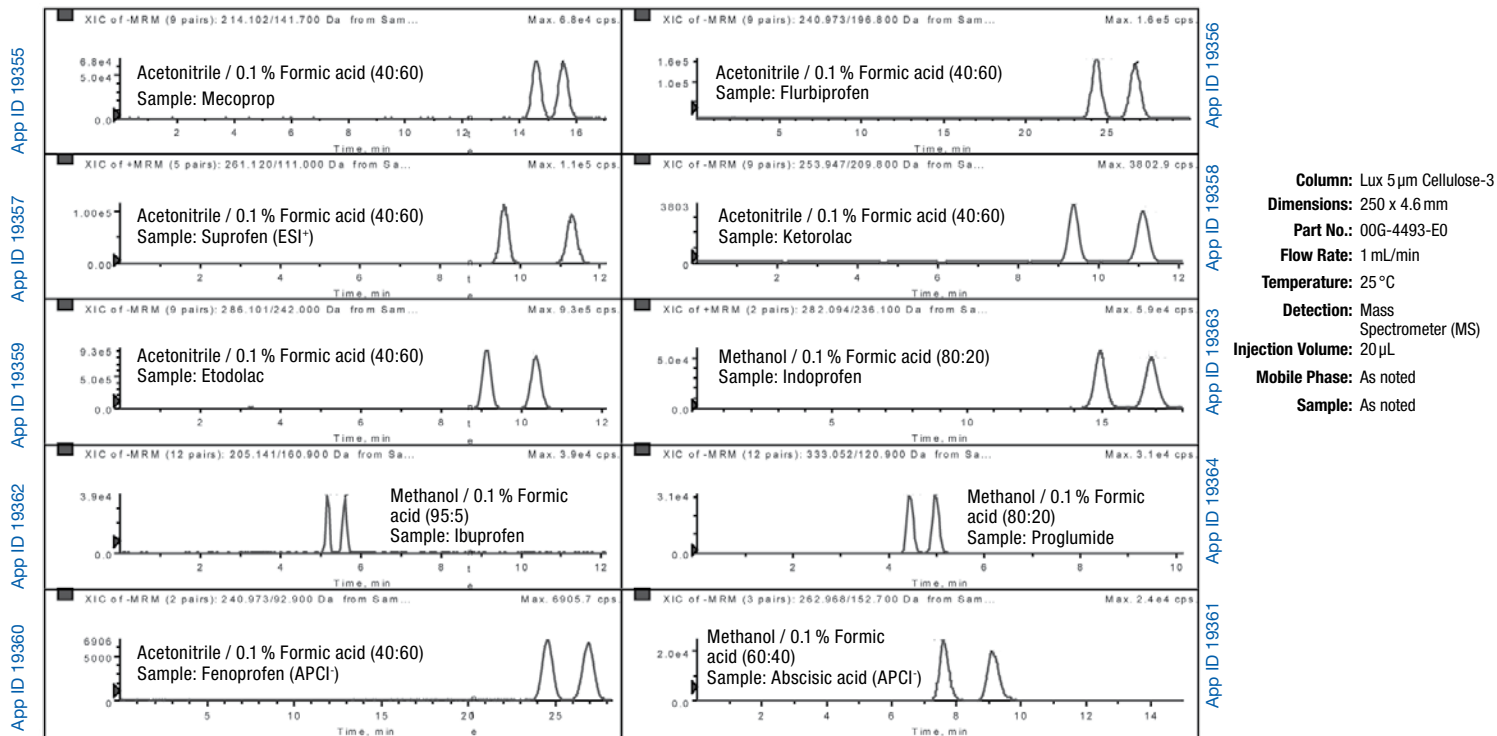 App ID 19355
XIC of -MRM (9 pairs): 214.102/141.700 Da from Sam... Max. 6.8e4 cps.
6.8e4
5.0e4
0.0
Acetonitrile / 0.1 % Formic acid (40:60)
Sample: Mecoprop
2 4 6 8 10 12 14 16
Time, min
App ID 19356
XIC of -MRM (9 pairs): 240.973/196.800 Da from Sam... Max. 1.6e5 cps.
1.6e5
1.0e5
0.0
Acetonitrile / 0.1 % Formic acid (40:60)
Sample: Flurbiprofen
5 10 15 20 25
Time, min
App ID 19357
XIC of +MRM (5 pairs): 261.120/111.000 Da from Sa... Max. 1.1e5 cps.
1.00e5
0.00
Acetonitrile / 0.1 % Formic acid (40:60)
Sample: Suprofen (ESI+)
2 4 6 8 10 12
Time, min
App ID 19358
XIC of -MRM (9 pairs): 253.947/209.800 Da from Sam... Max. 3802.9 cps.
3803
0.0
Acetonitrile / 0.1 % Formic acid (40:60)
Sample: Ketorolac
2 4 6 8 10 12
Time, min
App ID 19359
XIC of -MRM (9 pairs): 286.101/242.000 Da from Sam... Max. 9.3e5 cps.
9.3e5
5.0e5
0.0
Acetonitrile / 0.1 % Formic acid (40:60)
Sample: Etodolac
2 4 6 8 10 12
Time, min
App ID 19363
XIC of +MRM (2 pairs): 282.094/236.100 Da from Sa... Max. 5.9e4 cps.
5.0e4
0.0
Methanol / 0.1 % Formic acid (80:20)
Sample: Indoprofen
5 10 15
Time, min
App ID 19362
XIC of -MRM (12 pairs): 205.141/160.900 Da from Sa... Max. 3.9e4 cps.
3.9e4
0.0
Methanol / 0.1 % Formic
acid (95:5)
Sample: Ibuprofen
2 4 6 8 10 12
Time, min
App ID 19364
XIC of -MRM (12 pairs): 333.052/120.900 Da from Sa... Max. 3.1e4 cps.
3.1e4
0.0
Methanol / 0.1 % Formic
acid (80:20)
Sample: Proglumide
2 4 6 8 10
Time, min
App ID 19360
XIC of -MRM (2 pairs): 240.973/92.900 Da from Sam... Max. 6905.7 cps.
6906
5000
0.0
Acetonitrile / 0.1 % Formic acid (40:60)
Sample: Fenoprofen (APCI-)
5 10 15 20 25
Time, min
App ID 19361
XIC of -MRM (3 pairs): 262.968/152.700 Da from Sam... Max. 2.4e4 cps.
2.0e4
0.0
Methanol / 0.1 % Formic
acid (60:40)
Sample: Abscisic acid (APCI-)
2 4 6 8 10 12 14
Time, min
Column: Lux 5 µm Cellulose-3
Dimensions: 250 x 4.6 mm
Part No.: 00G-4493-E0
Flow Rate: 1 mL/min
Temperature: 25 °C
Detection: Mass
Spectrometer (MS)
Injection Volume: 20 µL
Mobile Phase: As noted
Sample: As noted